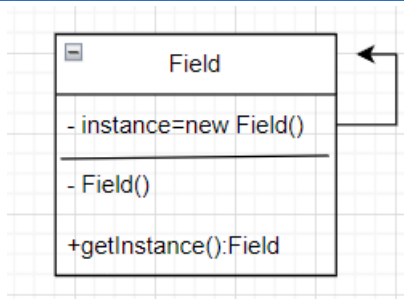 Field
- instance=new Field()
- Field()
+getInstance():Field